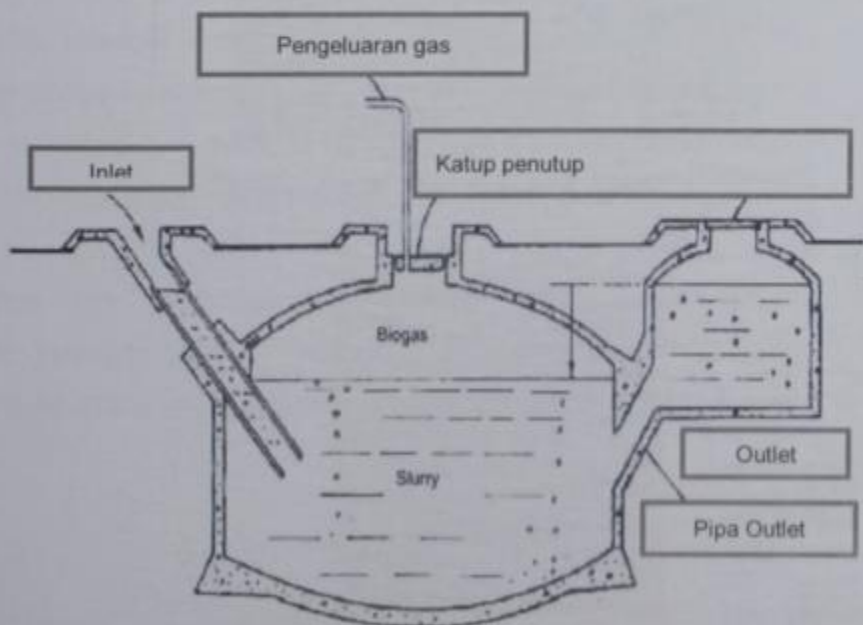 Pengeluaran gas
Inlet
Katup penutup
Biogas
Slurry
Outlet
Pipa Outlet